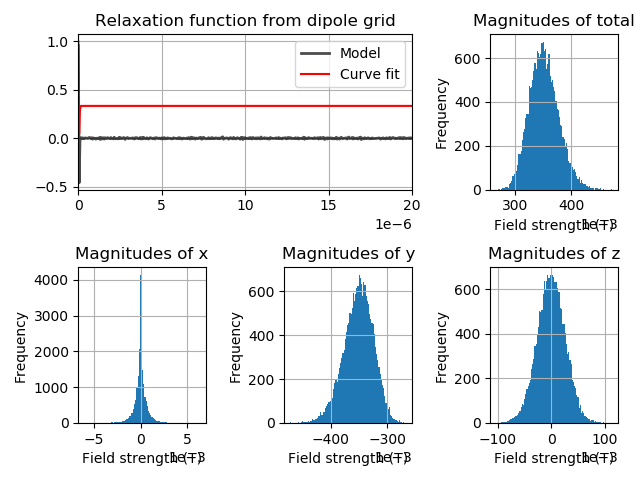 Relaxation function from dipole grid
1.0
0.5
0.0
−0.5
Model
Curve fit
0 5 10 15 20
1e−6
Magnitudes of total
Frequency
600
400
200
0
300 400
Field strength (T)
1e−3
Magnitudes of x
Frequency
4000
3000
2000
1000
0
−5 0 5
Field strength (T)
1e−3
Magnitudes of y
Frequency
600
400
200
0
−400 −300
Field strength (T)
1e−3
Magnitudes of z
Frequency
600
400
200
0
−100 0 100
Field strength (T)
1e−3